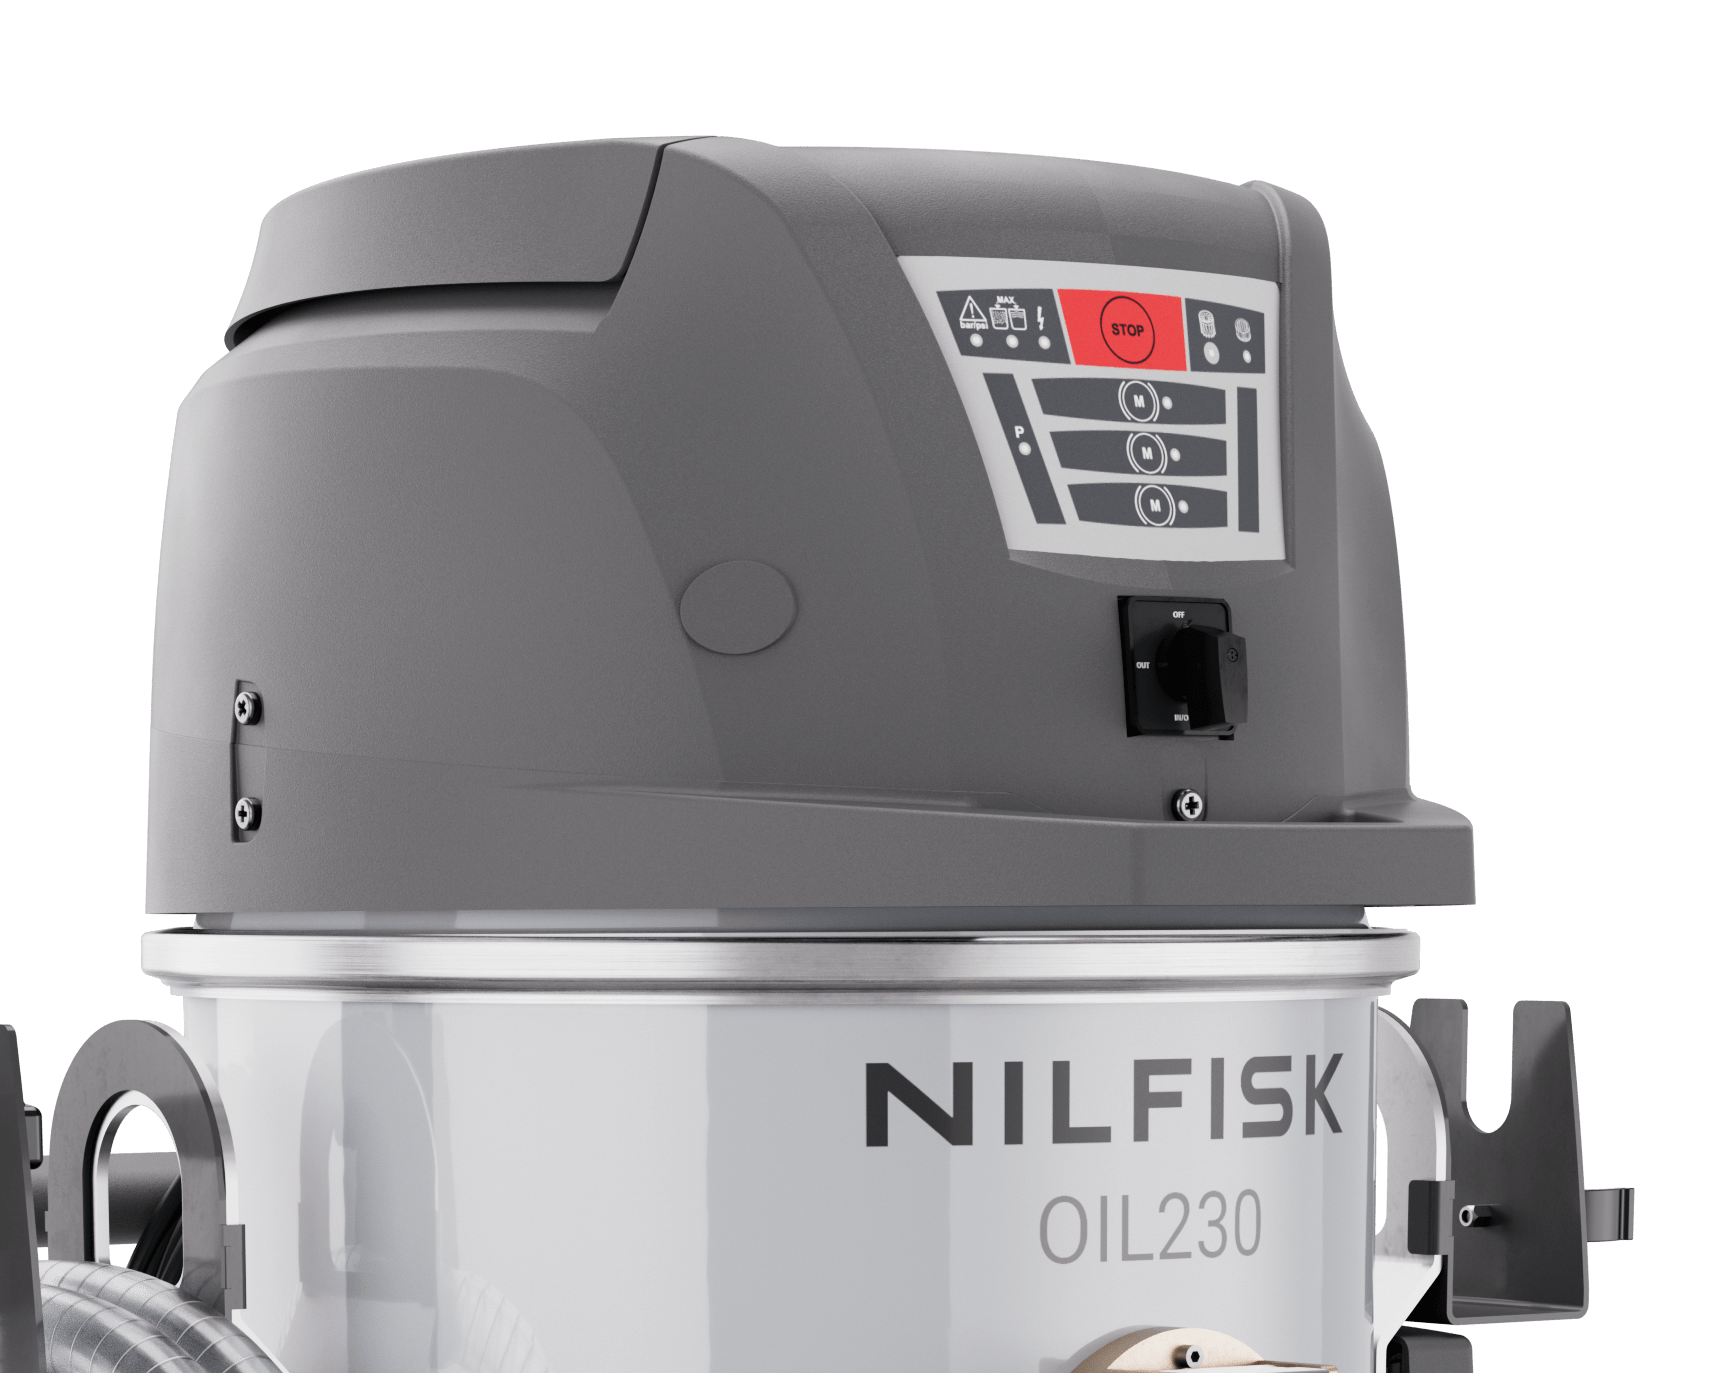 MAX
bar/psi
STOP
M
P
M
M
OFF
OUT
NILFISK
OIL230